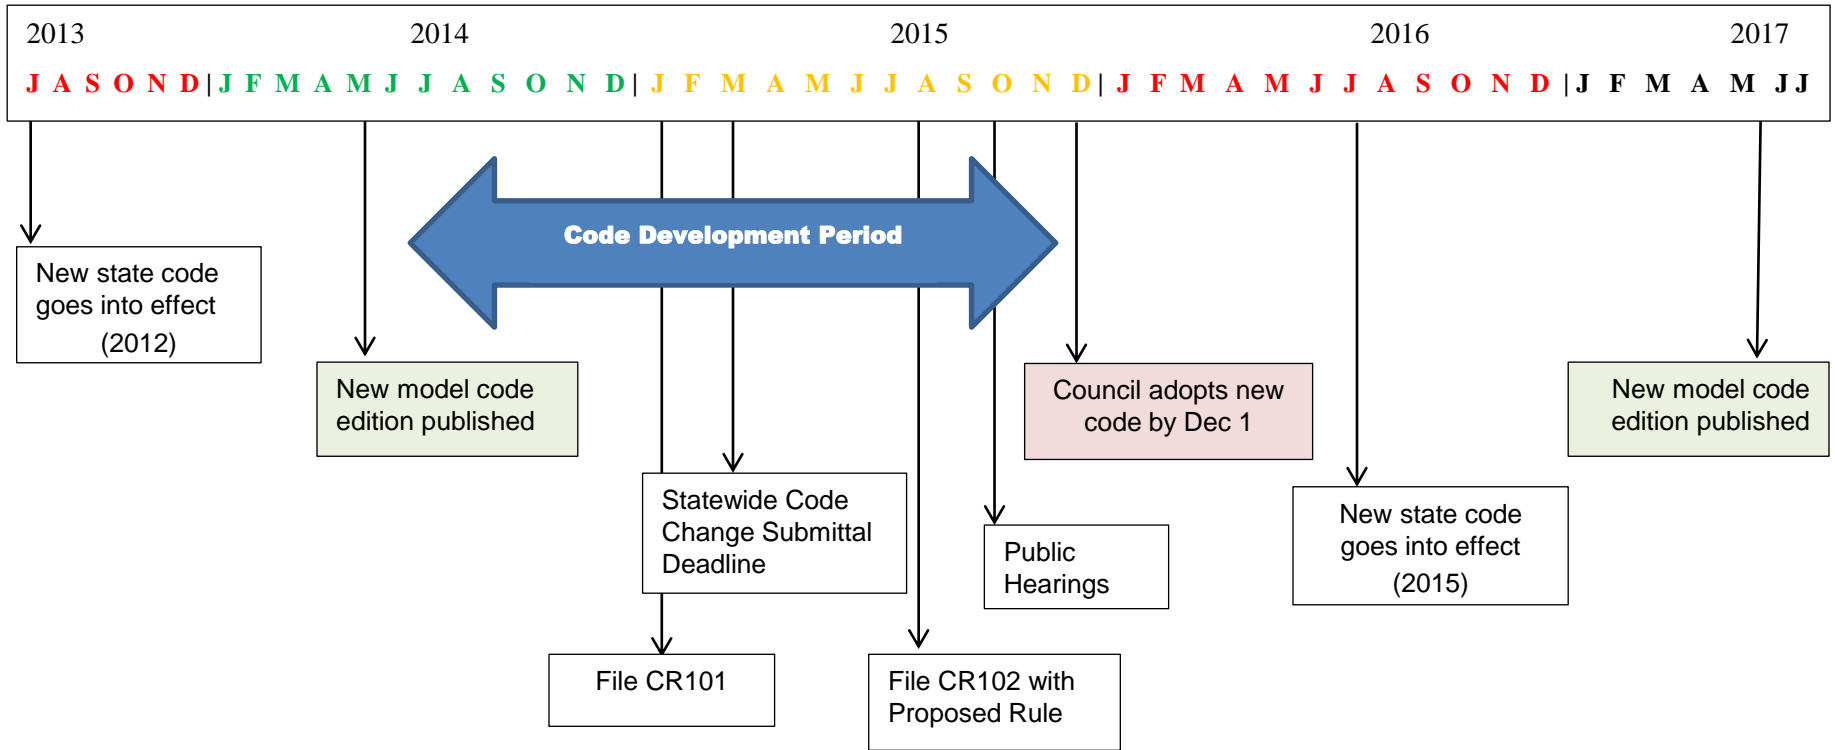 2013 2014 2015 2016 2017
J A S O N D | J F M A M J J A S O N D | J F M A M J J A S O N D | J F M A M J J A S O N D | J F M A M J J
Code Development Period
New state code
goes into effect
(2012)
New model code
edition published
Council adopts new
code by Dec 1
New model code
edition published
Statewide Code
Change Submittal
Deadline
New state code
goes into effect
(2015)
Public
Hearings
File CR101
File CR102 with
Proposed Rule